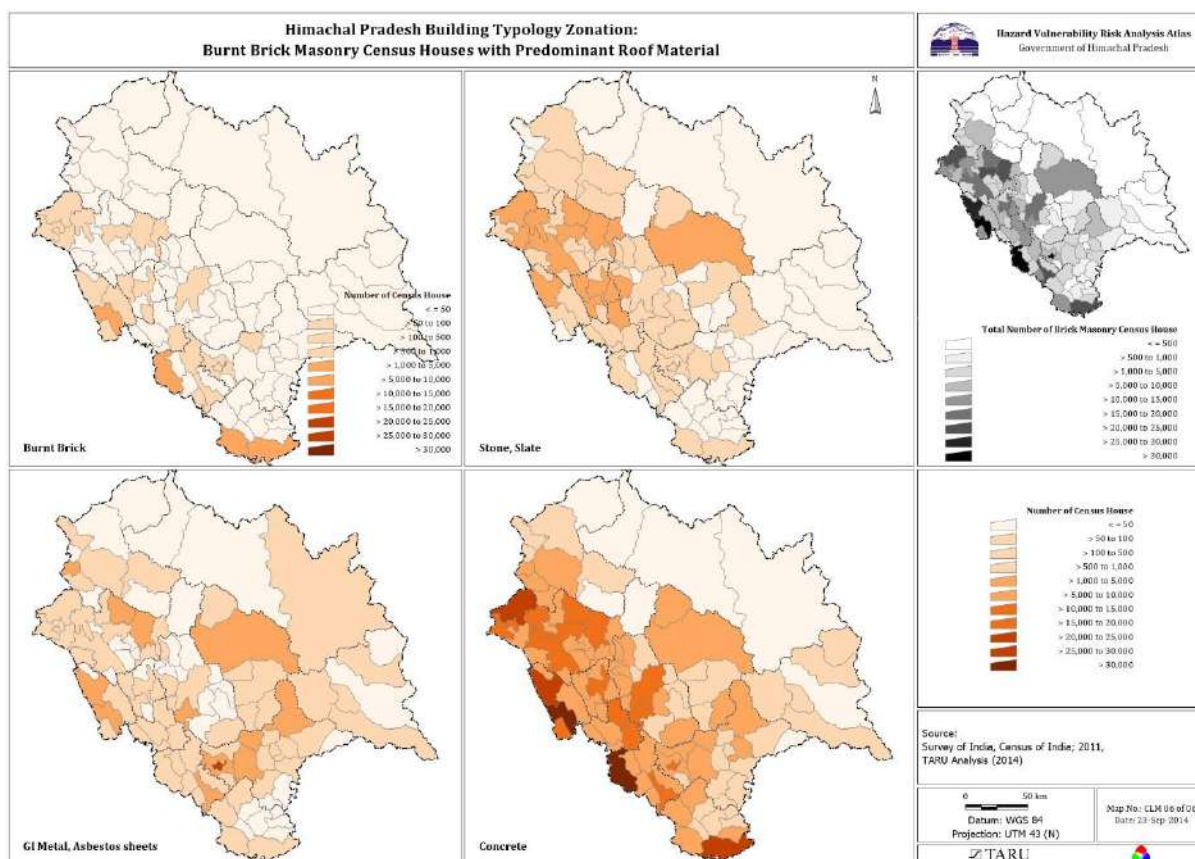 Himachal Pradesh Building Typology Zonation:
Burnt Brick Masonry Census Houses with Predominant Roof Material
Hazard Vulnerability Risk Analysis Atlas
Government of Himachal Pradesh
N
Number of Census House
< = 50
> 50 to 100
> 100 to 500
> 500 to 1,000
> 1,000 to 5,000
> 5,000 to 10,000
> 10,000 to 15,000
> 15,000 to 20,000
> 20,000 to 25,000
> 25,000 to 30,000
> 30,000
Burnt Brick
Stone, Slate
Total Number of Brick Masonry Census House
< = 500
> 500 to 1,000
> 1,000 to 5,000
> 5,000 to 10,000
> 10,000 to 15,000
> 15,000 to 20,000
> 20,000 to 25,000
> 25,000 to 30,000
> 30,000
GI Metal, Asbestos sheets
Concrete
Number of Census House
< = 50
> 50 to 100
> 100 to 500
> 500 to 1,000
> 1,000 to 5,000
> 5,000 to 10,000
> 10,000 to 15,000
> 15,000 to 20,000
> 20,000 to 25,000
> 25,000 to 30,000
> 30,000
Source:
Survey of India, Census of India; 2011,
TARU Analysis (2014)
0 50 km
Datum: WGS 84
Projection: UTM 43 (N)
Map No.: CLM 06 of 06
Date: 23-Sep 2014
TARU